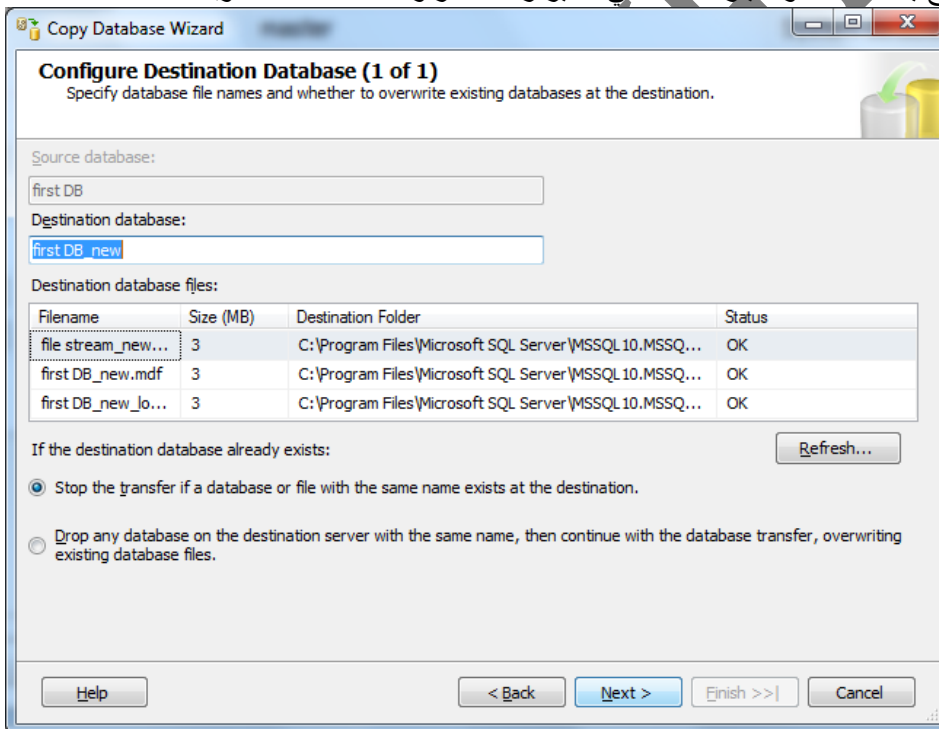 Copy Database Wizard
Configure Destination Database (1 of 1)
Specify database file names and whether to overwrite existing databases at the destination.
Source database:
first DB
Destination database:
first DB_new
Destination database files:
Filename Size (MB) Destination Folder Status
file stream_new... 3 C:\Program Files\Microsoft SQL Server\MSSQL10.MSSQ... OK
first DB_new.mdf 3 C:\Program Files\Microsoft SQL Server\MSSQL10.MSSQ... OK
first DB_new_lo... 3 C:\Program Files\Microsoft SQL Server\MSSQL10.MSSQ... OK
If the destination database already exists:
Refresh...
Stop the transfer if a database or file with the same name exists at the destination.
Drop any database on the destination server with the same name, then continue with the database transfer, overwriting
existing database files.
Help < Back Next > Finish >>| Cancel